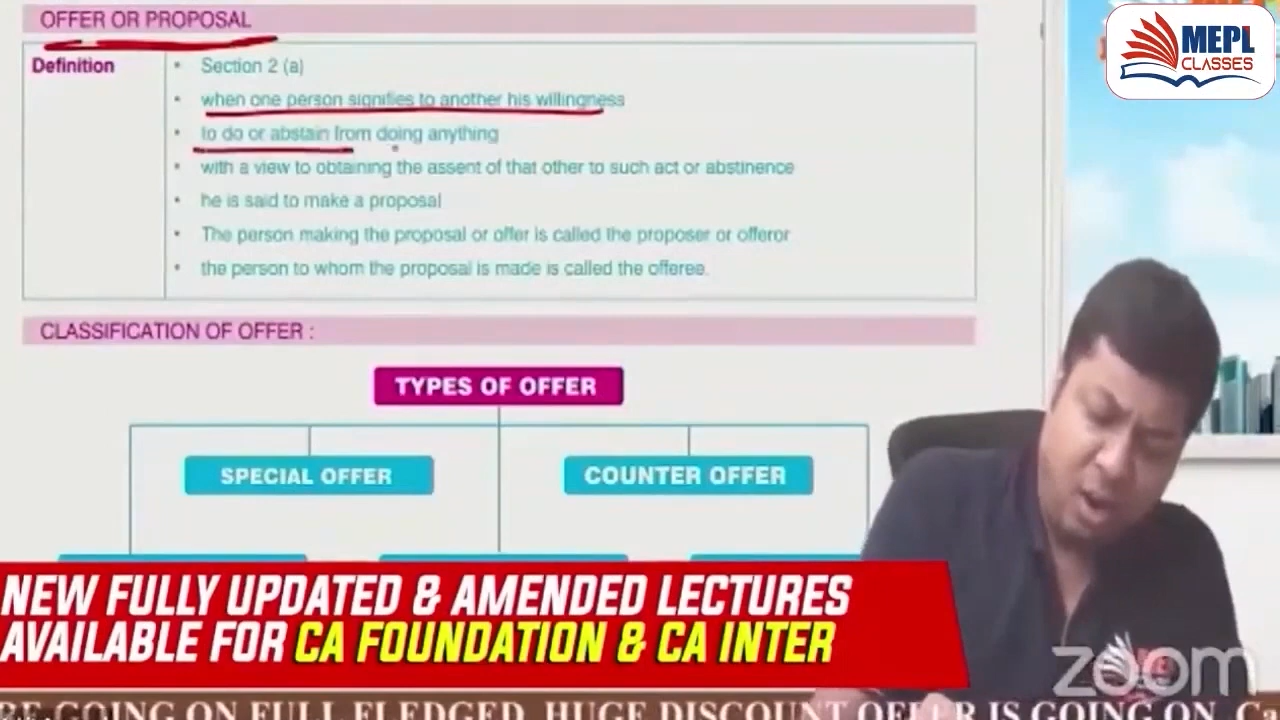 OFFER OR PROPOSAL
MEPL
CLASSES
Definition
• Section 2 (a)
• when one person signifies to another his willingness
• to do or abstain from doing anything
• with a view to obtaining the assent of that other to such act or abstinence
• he is said to make a proposal
• The person making the proposal or offer is called the proposer or offeror
• the person to whom the proposal is made is called the offeree.
CLASSIFICATION OF OFFER :
TYPES OF OFFER
SPECIAL OFFER
COUNTER OFFER
NEW FULLY UPDATED & AMENDED LECTURES
AVAILABLE FOR CA FOUNDATION & CA INTER
zoom
GOING ON FULL FLEDGED. HUGE DISCOUNT OFFER IS GOING ON. Ca